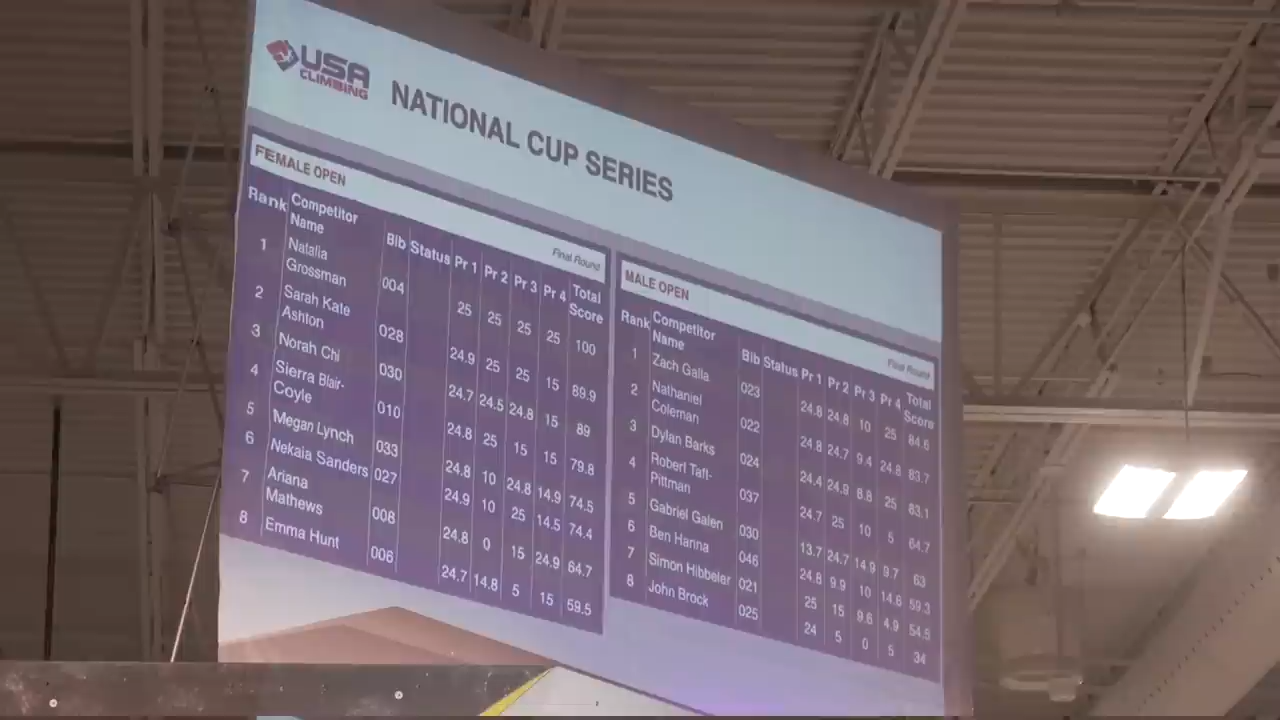 USA
CLIMBING
NATIONAL CUP SERIES
FEMALE OPEN
Final Round
Rank Competitor Name Bib Status Pr 1 Pr 2 Pr 3 Pr 4 Total Score
1 Natalia Grossman 004 25 25 25 25 100
2 Sarah Kate Ashton 028 24.9 25 25 15 89.9
3 Norah Chi 030 24.7 24.5 24.8 15 89
4 Sierra Blair-Coyle 010 24.8 25 15 15 79.8
5 Megan Lynch 033 24.8 10 24.8 14.9 74.5
6 Nekaia Sanders 027 24.9 10 25 14.5 74.4
7 Ariana Mathews 008 24.8 0 15 24.9 64.7
8 Emma Hunt 006 24.7 14.8 5 15 59.5
MALE OPEN
Final Round
Rank Competitor Name Bib Status Pr 1 Pr 2 Pr 3 Pr 4 Total Score
1 Zach Galla 023 24.8 24.8 10 25 84.6
2 Nathaniel Coleman 022 24.8 24.7 9.4 24.8 83.7
3 Dylan Barks 024 24.4 24.9 8.8 25 83.1
4 Robert Taft-Pittman 037 24.7 25 10 5 64.7
5 Gabriel Galen 030 13.7 24.7 14.9 9.7 63
6 Ben Hanna 046 24.8 9.9 10 14.6 59.3
7 Simon Hibbeler 021 25 15 9.6 4.9 54.5
8 John Brock 025 24 5 0 5 34